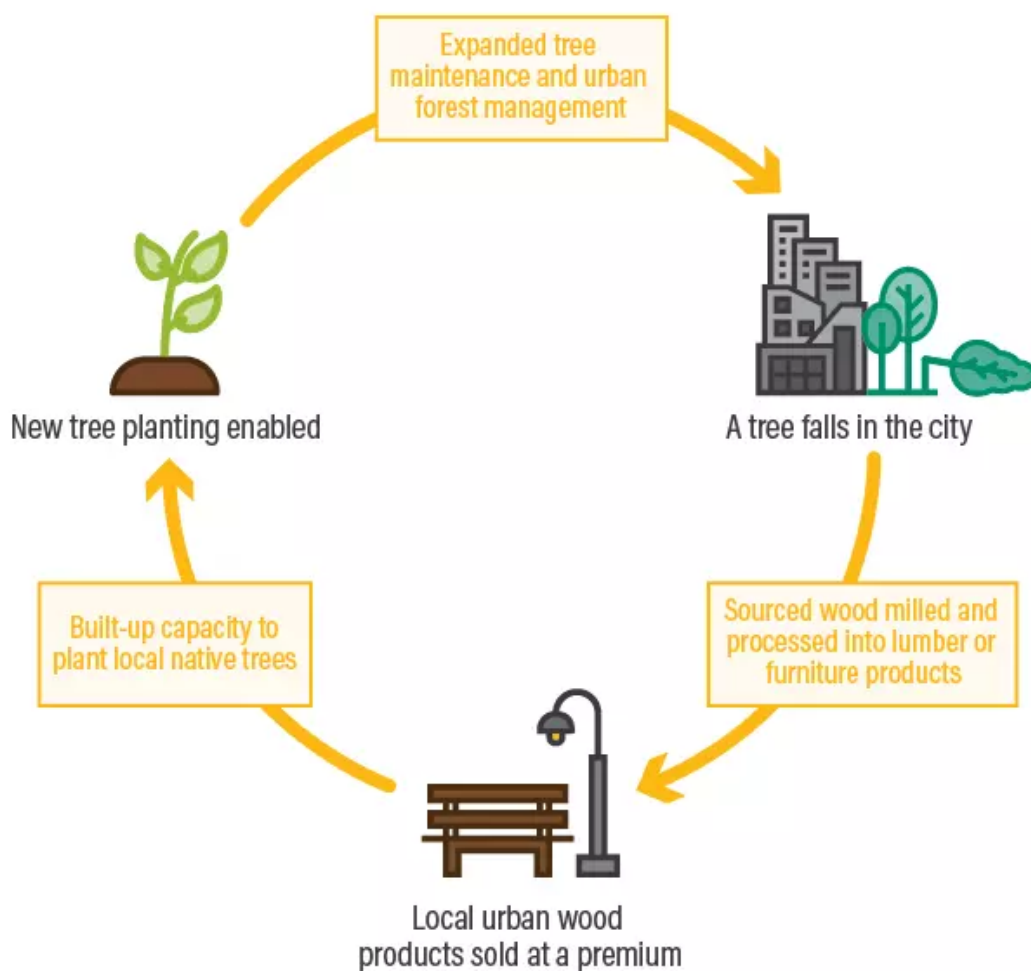 Expanded tree
maintenance and urban
forest management
New tree planting enabled
A tree falls in the city
Built-up capacity to
plant local native trees
Sourced wood milled and
processed into lumber or
furniture products
Local urban wood
products sold at a premium